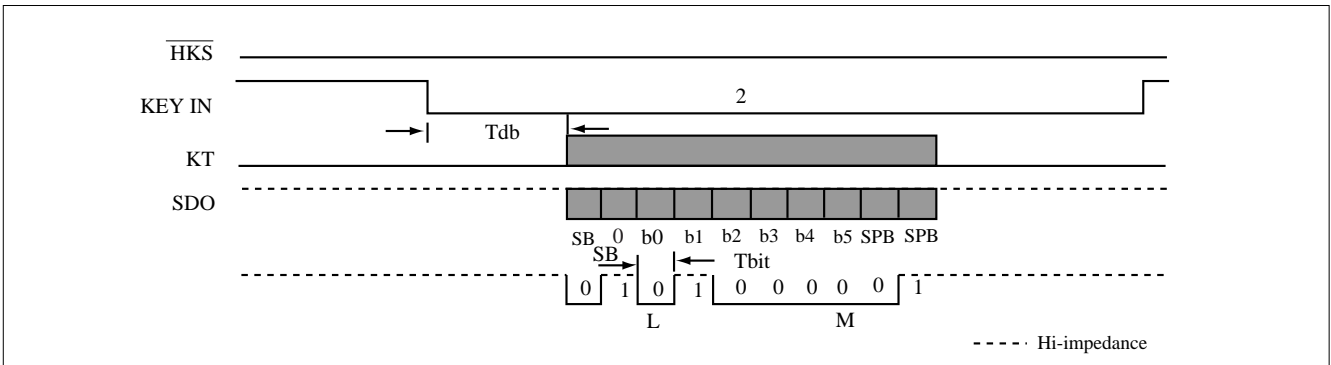 HKS
KEY IN
2
Tdb
KT
SDO
SB 0 b0 b1 b2 b3 b4 b5 SPB SPB
SB Tbit
0 1 0 1 0 0 0 0 0 1
L M
Hi-impedance